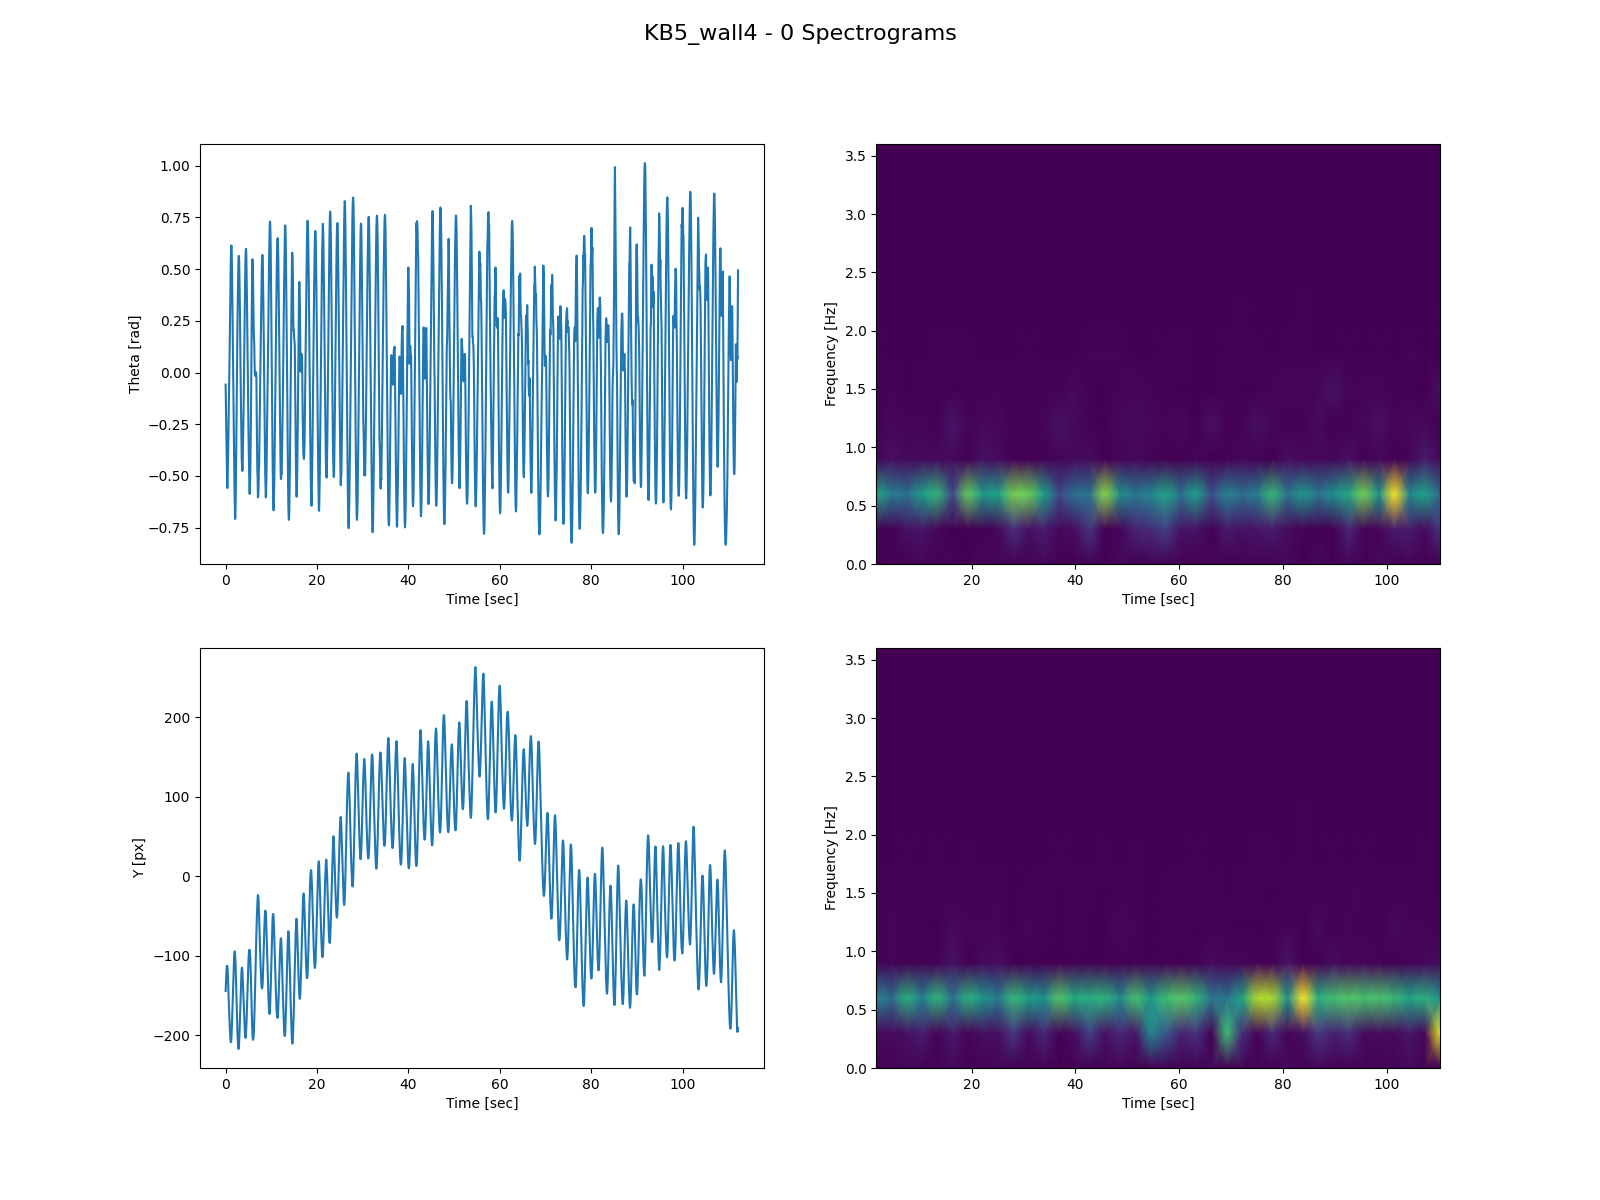 KB5_wall4 - 0 Spectrograms
1.00
0.75
0.50
0.25
0.00
−0.25
−0.50
−0.75
Theta [rad]
0 20 40 60 80 100
Time [sec]
3.5
3.0
2.5
2.0
1.5
1.0
0.5
0.0
Frequency [Hz]
20 40 60 80 100
Time [sec]
200
100
0
−100
−200
Y [px]
0 20 40 60 80 100
Time [sec]
3.5
3.0
2.5
2.0
1.5
1.0
0.5
0.0
Frequency [Hz]
20 40 60 80 100
Time [sec]